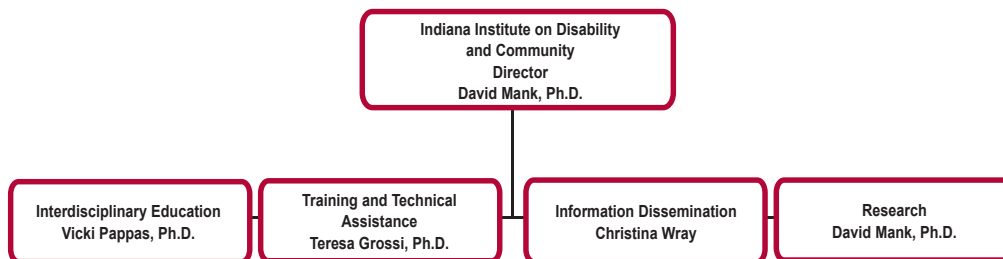 Indiana Institute on Disability
and Community
Director
David Mank, Ph.D.
Interdisciplinary Education
Vicki Pappas, Ph.D.
Training and Technical
Assistance
Teresa Grossi, Ph.D.
Information Dissemination
Christina Wray
Research
David Mank, Ph.D.